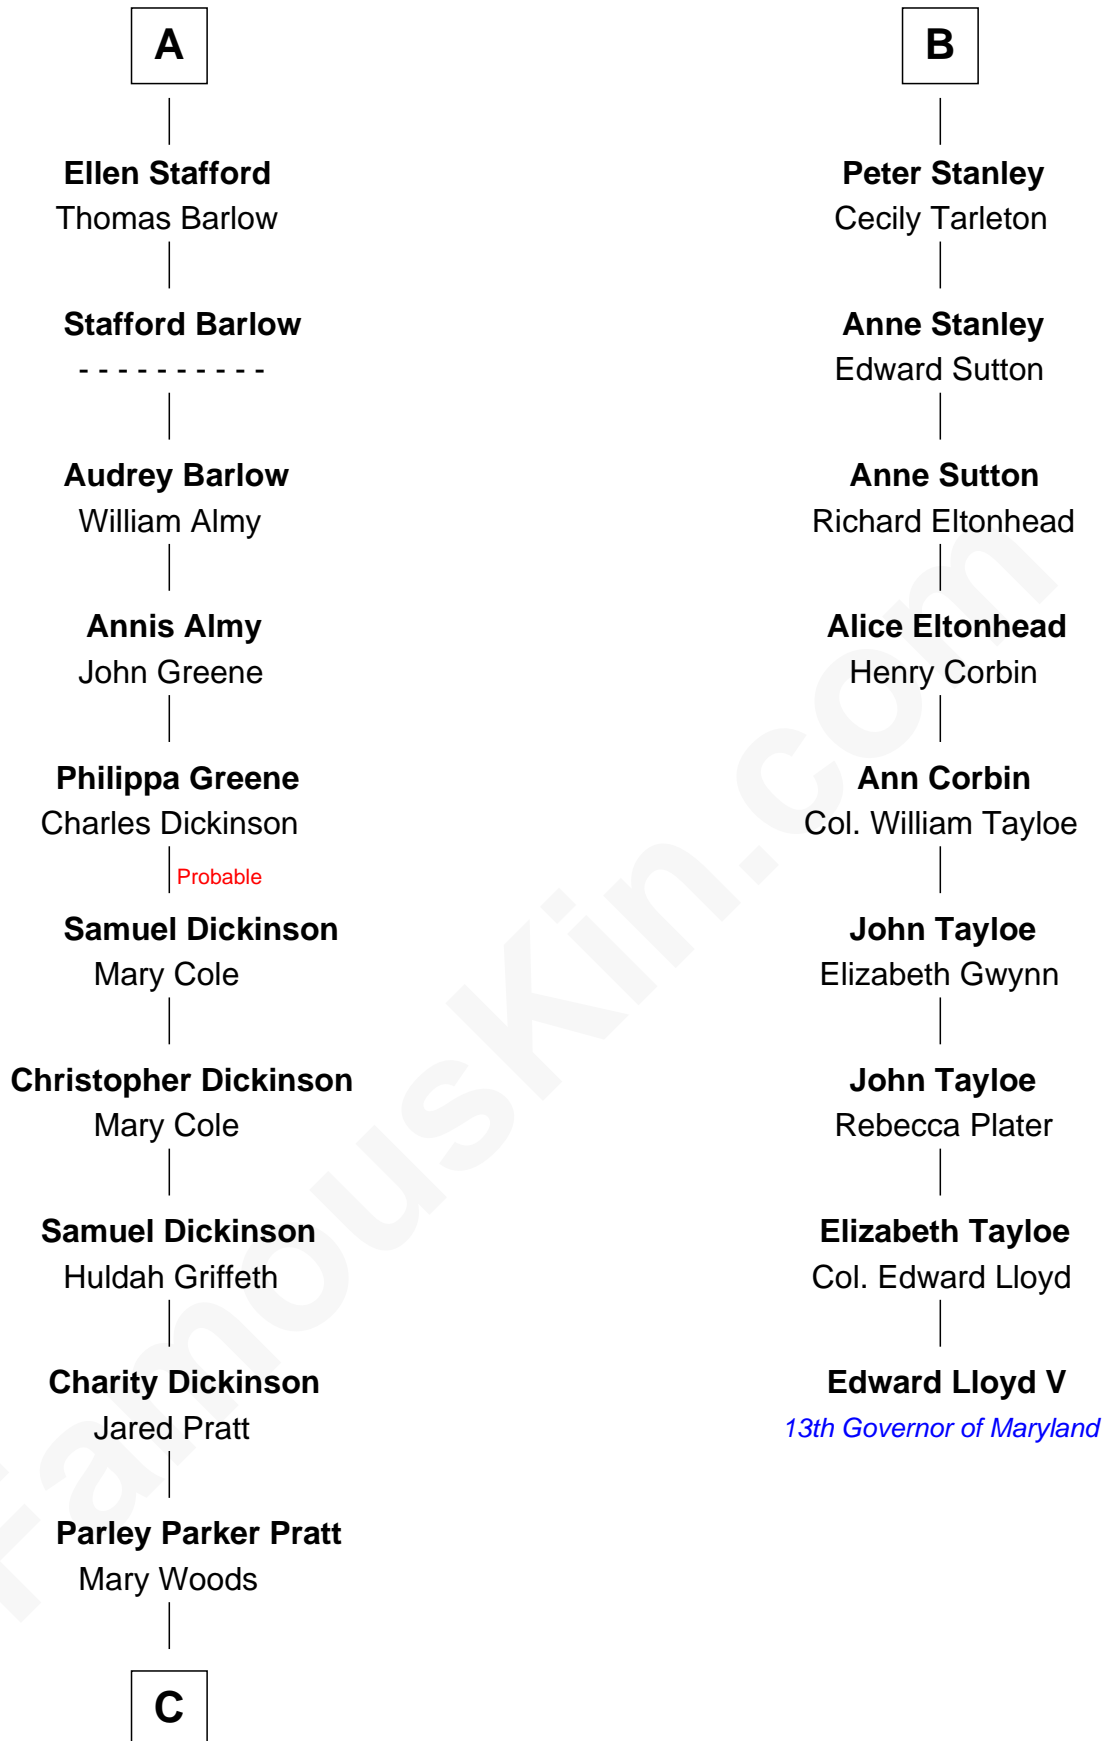 A
Ellen Stafford
Thomas Barlow
Stafford Barlow
- - - - - - - - - -
Audrey Barlow
William Almy
Annis Almy
John Greene
Philippa Greene
Charles Dickinson
Probable
Samuel Dickinson
Mary Cole
Christopher Dickinson
Mary Cole
Samuel Dickinson
Huldah Griffeth
Charity Dickinson
Jared Pratt
Parley Parker Pratt
Mary Woods
C
B
Peter Stanley
Cecily Tarleton
Anne Stanley
Edward Sutton
Anne Sutton
Richard Eltonhead
Alice Eltonhead
Henry Corbin
Ann Corbin
Col. William Tayloe
John Tayloe
Elizabeth Gwynn
John Tayloe
Rebecca Plater
Elizabeth Tayloe
Col. Edward Lloyd
Edward Lloyd V
13th Governor of Maryland
FamousKin.com